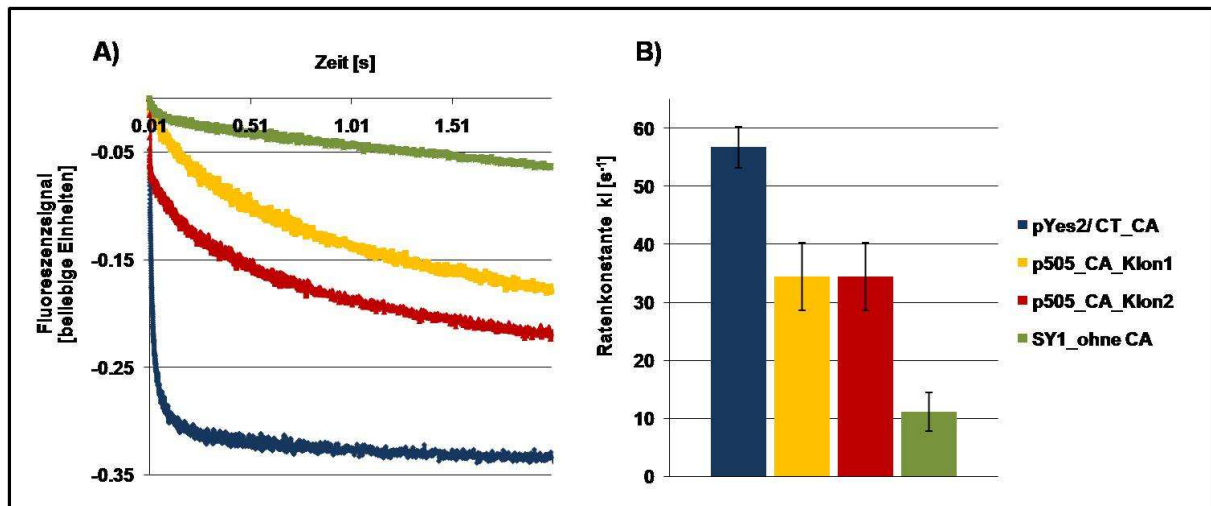 A)
Zeit [s]
0.01 0.51 1.01 1.51
-0.05
-0.15
-0.25
-0.35
Fluoreszenzsignal
[beliebige Einheiten]
B)
Ratenkonstante kI [s⁻¹]
60
50
40
30
20
10
0
pYes2/ CT_CA
p505_CA_Klon1
p505_CA_Klon2
SY1_ohne CA